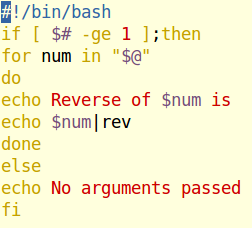 #!/bin/bash
if [ $# -ge 1 ];then
for num in "$@"
do
echo Reverse of $num is
echo $num|rev
done
else
echo No arguments passed
fi